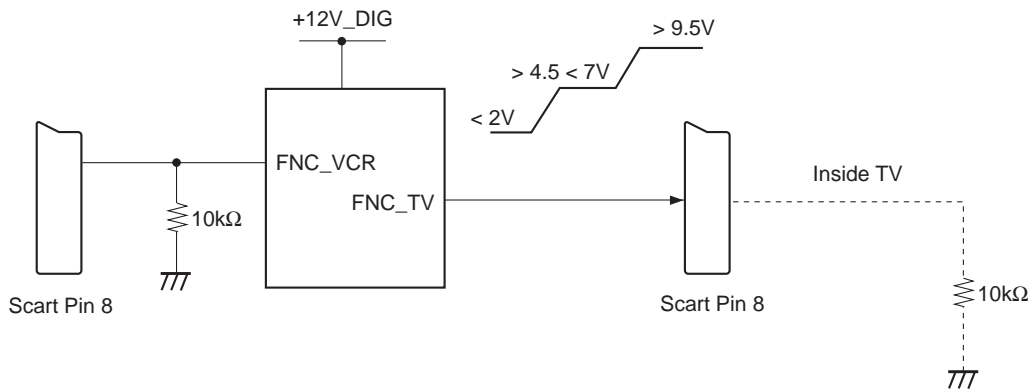 +12V_DIG
> 9.5V
> 4.5 < 7V
< 2V
FNC_VCR
FNC_TV
Inside TV
10kΩ
10kΩ
Scart Pin 8
Scart Pin 8